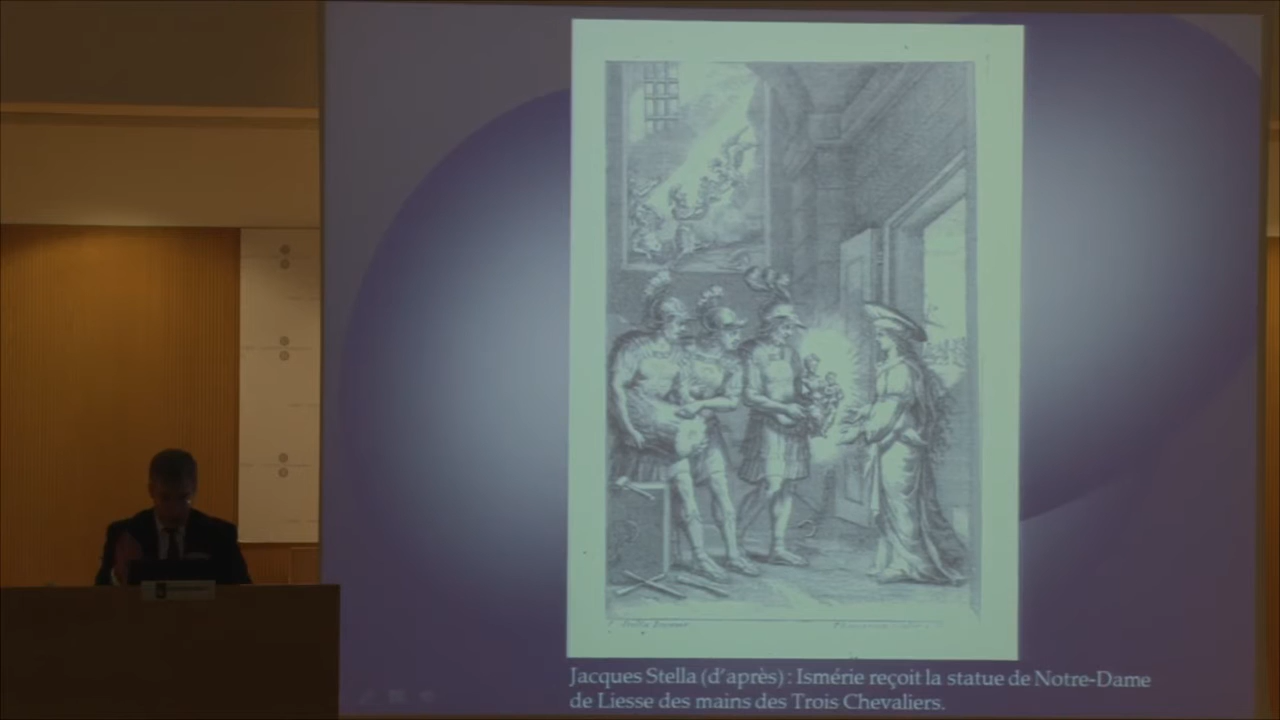 Jacques Stella (d'après) : Ismérie reçoit la statue de Notre-Dame
de Liesse des mains des Trois Chevaliers.